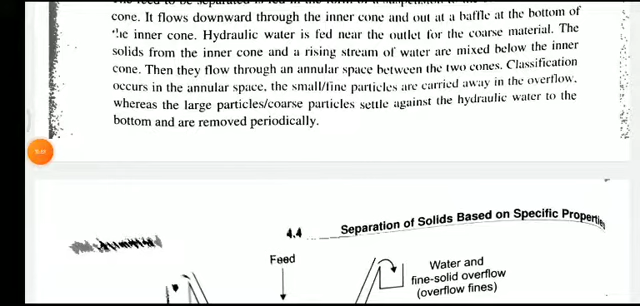 cone. It flows downward through the inner cone and out at a baffle at the bottom of
the inner cone. Hydraulic water is fed near the outlet for the coarse material. The
solids from the inner cone and a rising stream of water are mixed below the inner
cone. Then they flow through an annular space between the two cones. Classification
occurs in the annular space, the small/fine particles are carried away in the overflow,
whereas the large particles/coarse particles settle against the hydraulic water to the
bottom and are removed periodically.
4.4 Separation of Solids Based on Specific Properties
Feed
Water and
fine-solid overflow
(overflow fines)